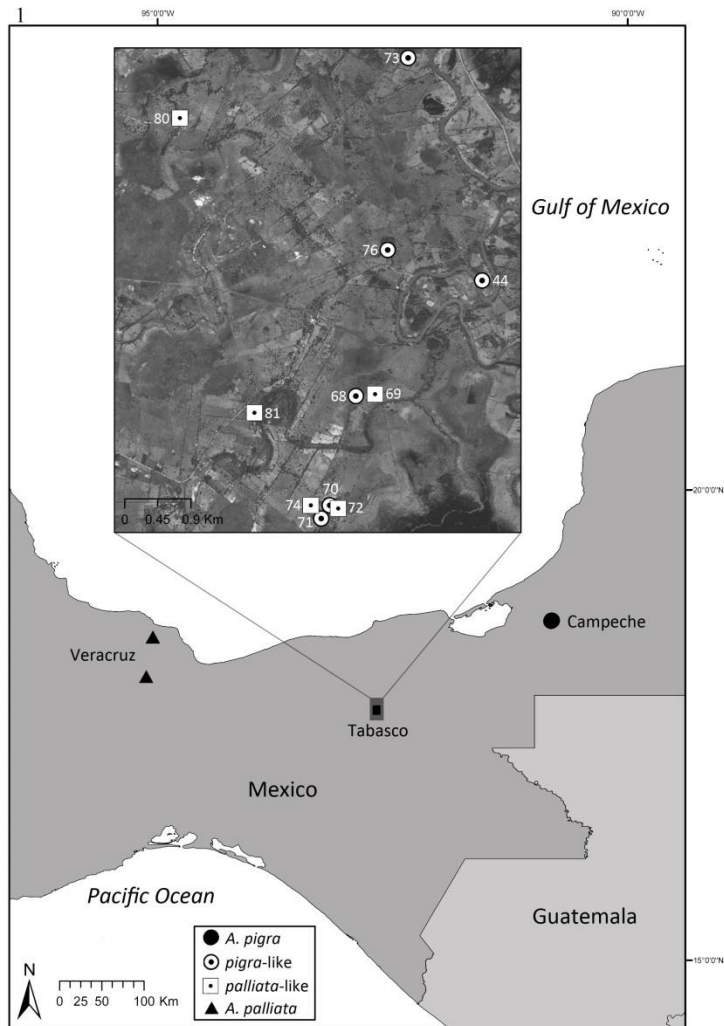 1
95°0'0"W
90°0'0"W
73
80
Gulf of Mexico
76
44
68
69
81
70
74
72
71
0 0.45 0.9 Km
20°0'0"N
Campeche
Veracruz
Tabasco
Mexico
Pacific Ocean
Guatemala
A. pigra
pigra-like
palliata-like
A. palliata
N
0 25 50 100 Km
15°0'0"N